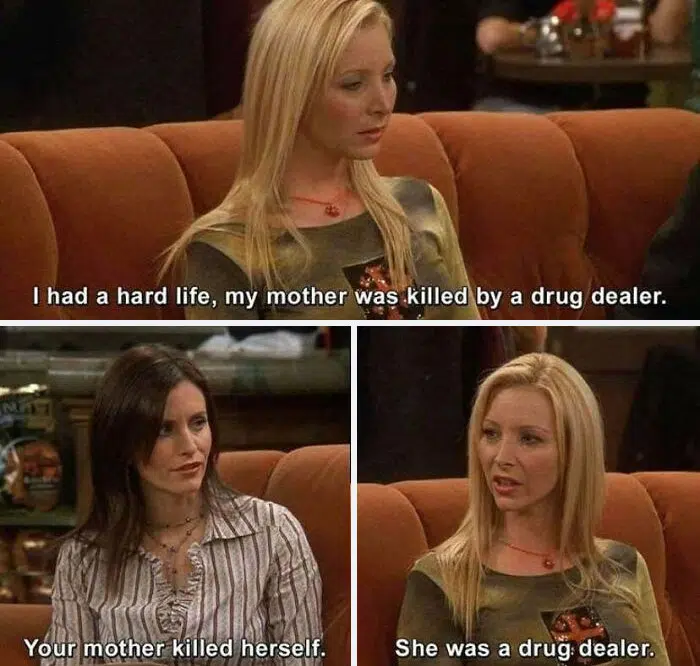 I had a hard life, my mother was killed by a drug dealer.
Your mother killed herself.
She was a drug dealer.